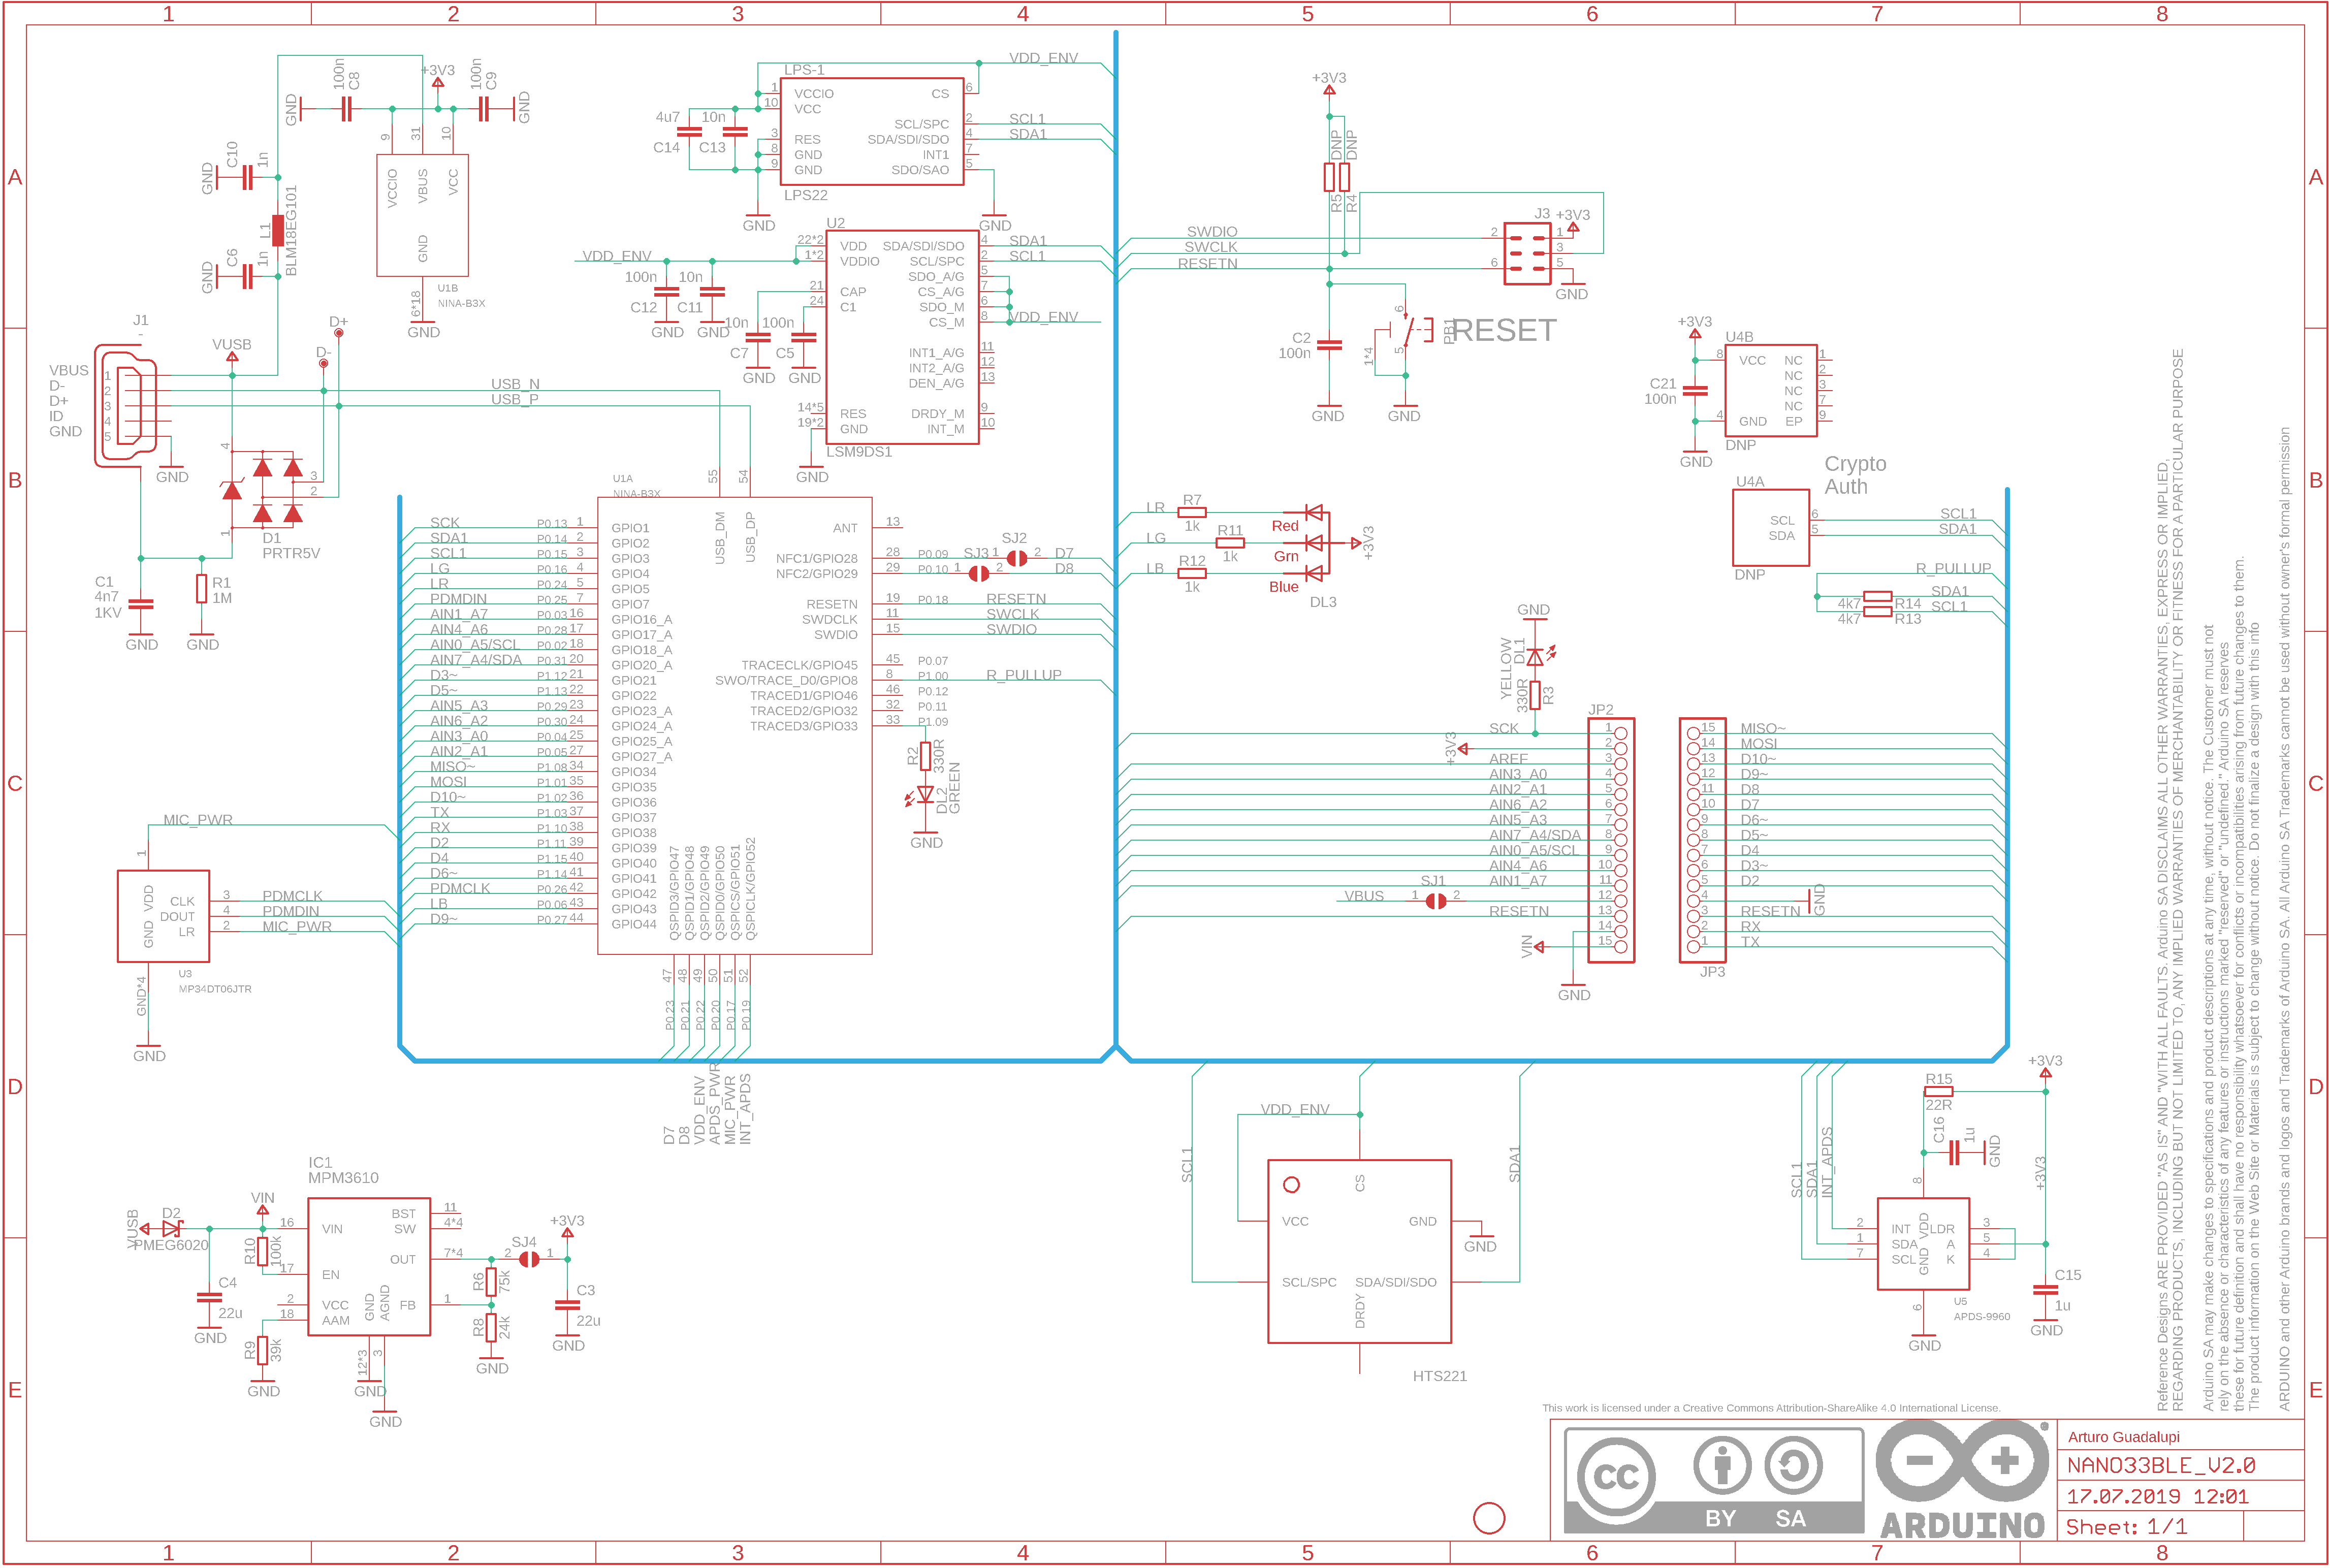 1 2 3 4 5 6 7 8
A
B
C
D
E
A
B
C
D
E
100n
C8
+3V3
100n
C9
GND
GND
9
31
10
VCCIO
VBUS
VCC
GND
6*18
U1B
NINA-B3X
GND
C10
1n
GND
L1
BLM18EG101
C6
1n
GND
J1
-
VBUS
D-
D+
ID
GND
1
2
3
4
5
VUSB
D+
D-
GND
USB_N
USB_P
4
3
2
1
D1
PRTR5V
C1
4n7
1KV
GND
R1
1M
GND
LPS-1
1 VCCIO
10 VCC
3 RES
8 GND
9 GND
CS 6
SCL/SPC 2
SDA/SDI/SDO 4
INT1 7
SDO/SAO 5
LPS22
VDD_ENV
SCL1
SDA1
4u7
C14
10n
C13
GND
GND
U2
22*2 VDD
1*2 VDDIO
21 CAP
24 C1
14*5 RES
19*2 GND
SDA/SDI/SDO 4
SCL/SPC 2
SDO_A/G 5
CS_A/G 7
SDO_M 6
CS_M 8
INT1_A/G 11
INT2_A/G 12
DEN_A/G 13
DRDY_M 9
INT_M 10
LSM9DS1
SDA1
SCL1
VDD_ENV
VDD_ENV
100n
C12
10n
C11
GND
GND
10n
C7
100n
C5
GND
GND
GND
U1A
NINA-B3X
55
54
USB_DM
USB_DP
SCK P0.13 1 GPIO1
SDA1 P0.14 2 GPIO2
SCL1 P0.15 3 GPIO3
LG P0.16 4 GPIO4
LR P0.24 5 GPIO5
PDMDIN P0.25 7 GPIO7
AIN1_A7 P0.03 16 GPIO16_A
AIN4_A6 P0.28 17 GPIO17_A
AIN0_A5/SCL P0.02 18 GPIO18_A
AIN7_A4/SDA P0.31 20 GPIO20_A
D3~ P1.12 21 GPIO21
D5~ P1.13 22 GPIO22
AIN5_A3 P0.29 23 GPIO23_A
AIN6_A2 P0.30 24 GPIO24_A
AIN3_A0 P0.04 25 GPIO25_A
AIN2_A1 P0.05 27 GPIO27_A
MISO~ P1.08 34 GPIO34
MOSI P1.01 35 GPIO35
D10~ P1.02 36 GPIO36
TX P1.03 37 GPIO37
RX P1.10 38 GPIO38
D2 P1.11 39 GPIO39
D4 P1.15 40 GPIO40
D6~ P1.14 41 GPIO41
PDMCLK P0.26 42 GPIO42
LB P0.06 43 GPIO43
D9~ P0.27 44 GPIO44
ANT 13
NFC1/GPIO28 28 P0.09 SJ3 1 SJ2 2 D7
NFC2/GPIO29 29 P0.10 1 2 D8
RESETN 19 P0.18 RESETN
SWDCLK 11 SWCLK
SWDIO 15 SWDIO
TRACECLK/GPIO45 45 P0.07
SWO/TRACE_D0/GPIO8 8 P1.00 R_PULLUP
TRACED1/GPIO46 46 P0.12
TRACED2/GPIO32 32 P0.11
TRACED3/GPIO33 33 P1.09
R2
330R
DL2
GREEN
GND
QSPID3/GPIO47
QSPID1/GPIO48
QSPID2/GPIO49
QSPID0/GPIO50
QSPICS/GPIO51
QSPICLK/GPIO52
47
48
49
50
51
52
P0.23
P0.21
P0.22
P0.20
P0.17
P0.19
D7
D8
VDD_ENV
APDS_PWR
MIC_PWR
INT_APDS
MIC_PWR
1
VDD
GND
CLK 3 PDMCLK
DOUT 4 PDMDIN
LR 2 MIC_PWR
U3
MP34DT06JTR
GND*4
GND
IC1
MPM3610
VUSB
D2
PMEG6020
VIN
R10
100k
16 VIN
17 EN
2 VCC
18 AAM
BST 11
SW 4*4
OUT 7*4
FB 1
GND
AGND
12*3
3
C4
22u
GND
R9
39k
GND
GND
GND
R6
75k
R8
24k
GND
2 SJ4 1
+3V3
C3
22u
GND
+3V3
DNP
DNP
R5
R4
SWDIO
SWCLK
RESETN
J3
+3V3
2
6
1
3
5
GND
C2
100n
GND
6
5
1*4
PB1
RESET
GND
+3V3
U4B
8 VCC
4 GND
NC 1
NC 2
NC 3
NC 7
EP 9
DNP
C21
100n
GND
Crypto
Auth
U4A
SCL 6 SCL1
SDA 5 SDA1
DNP
R_PULLUP
SDA1
SCL1
4k7 R14
4k7 R13
LR R7 1k Red
LG R11 1k Grn
LB R12 1k Blue
DL3
+3V3
GND
YELLOW
DL1
330R
R3
JP2
SCK 1
+3V3 2
AREF 3
AIN3_A0 4
AIN2_A1 5
AIN6_A2 6
AIN5_A3 7
AIN7_A4/SDA 8
AIN0_A5/SCL 9
AIN4_A6 10
AIN1_A7 11
VBUS 1 SJ1 2 12
RESETN 13
14
VIN 15
GND
15 MISO~
14 MOSI
13 D10~
12 D9~
11 D8
10 D7
9 D6~
8 D5~
7 D4
6 D3~
5 D2
4 GND
3 RESETN
2 RX
1 TX
JP3
VDD_ENV
SCL1
SDA1
CS
VCC
GND
GND
SCL/SPC
SDA/SDI/SDO
DRDY
HTS221
SCL1
SDA1
INT_APDS
R15
22R
C16
1u
GND
+3V3
+3V3
8
2 INT
1 SDA
7 SCL
VDD
GND
LDR 3
A 5
K 4
6
U5
APDS-9960
GND
C15
1u
GND
Reference Designs ARE PROVIDED "AS IS" AND "WITH ALL FAULTS. Arduino SA DISCLAIMS ALL OTHER WARRANTIES, EXPRESS OR IMPLIED,
REGARDING PRODUCTS, INCLUDING BUT NOT LIMITED TO, ANY IMPLIED WARRANTIES OF MERCHANTABILITY OR FITNESS FOR A PARTICULAR PURPOSE
Arduino SA may make changes to specifications and product descriptions at any time, without notice. The Customer must not
rely on the absence or characteristics of any features or instructions marked "reserved" or "undefined." Arduino SA reserves
these for future definition and shall have no responsibility whatsoever for conflicts or incompatibilities arising from future changes to them.
The product information on the Web Site or Materials is subject to change without notice. Do not finalize a design with this info
ARDUINO and other Arduino brands and logos and Trademarks of Arduino SA. All Arduino SA Trademarks cannot be used without owner's formal permission
This work is licensed under a Creative Commons Attribution-ShareAlike 4.0 International License.
cc
BY SA
ARDUINO
Arturo Guadalupi
NANO33BLE_V2.0
17.07.2019 12:01
Sheet: 1/1
1 2 3 4 5 6 7 8